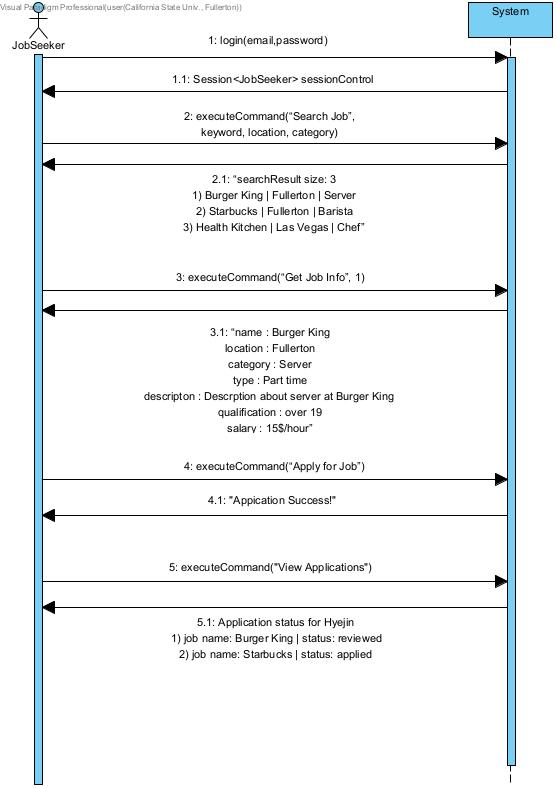 Visual Paradigm Professional(user(California State Univ., Fullerton))
System
JobSeeker
1: login(email,password)
1.1: Session<JobSeeker> sessionControl
2: executeCommand(“Search Job”,
keyword, location, category)
2.1: “searchResult size: 3
1) Burger King | Fullerton | Server
2) Starbucks | Fullerton | Barista
3) Health Kitchen | Las Vegas | Chef”
3: executeCommand(“Get Job Info”, 1)
3.1: “name : Burger King
location : Fullerton
category : Server
type : Part time
descripton : Descrption about server at Burger King
qualification : over 19
salary : 15$/hour”
4: executeCommand(“Apply for Job”)
4.1: "Appication Success!"
5: executeCommand("View Applications")
5.1: Application status for Hyejin
1) job name: Burger King | status: reviewed
2) job name: Starbucks | status: applied